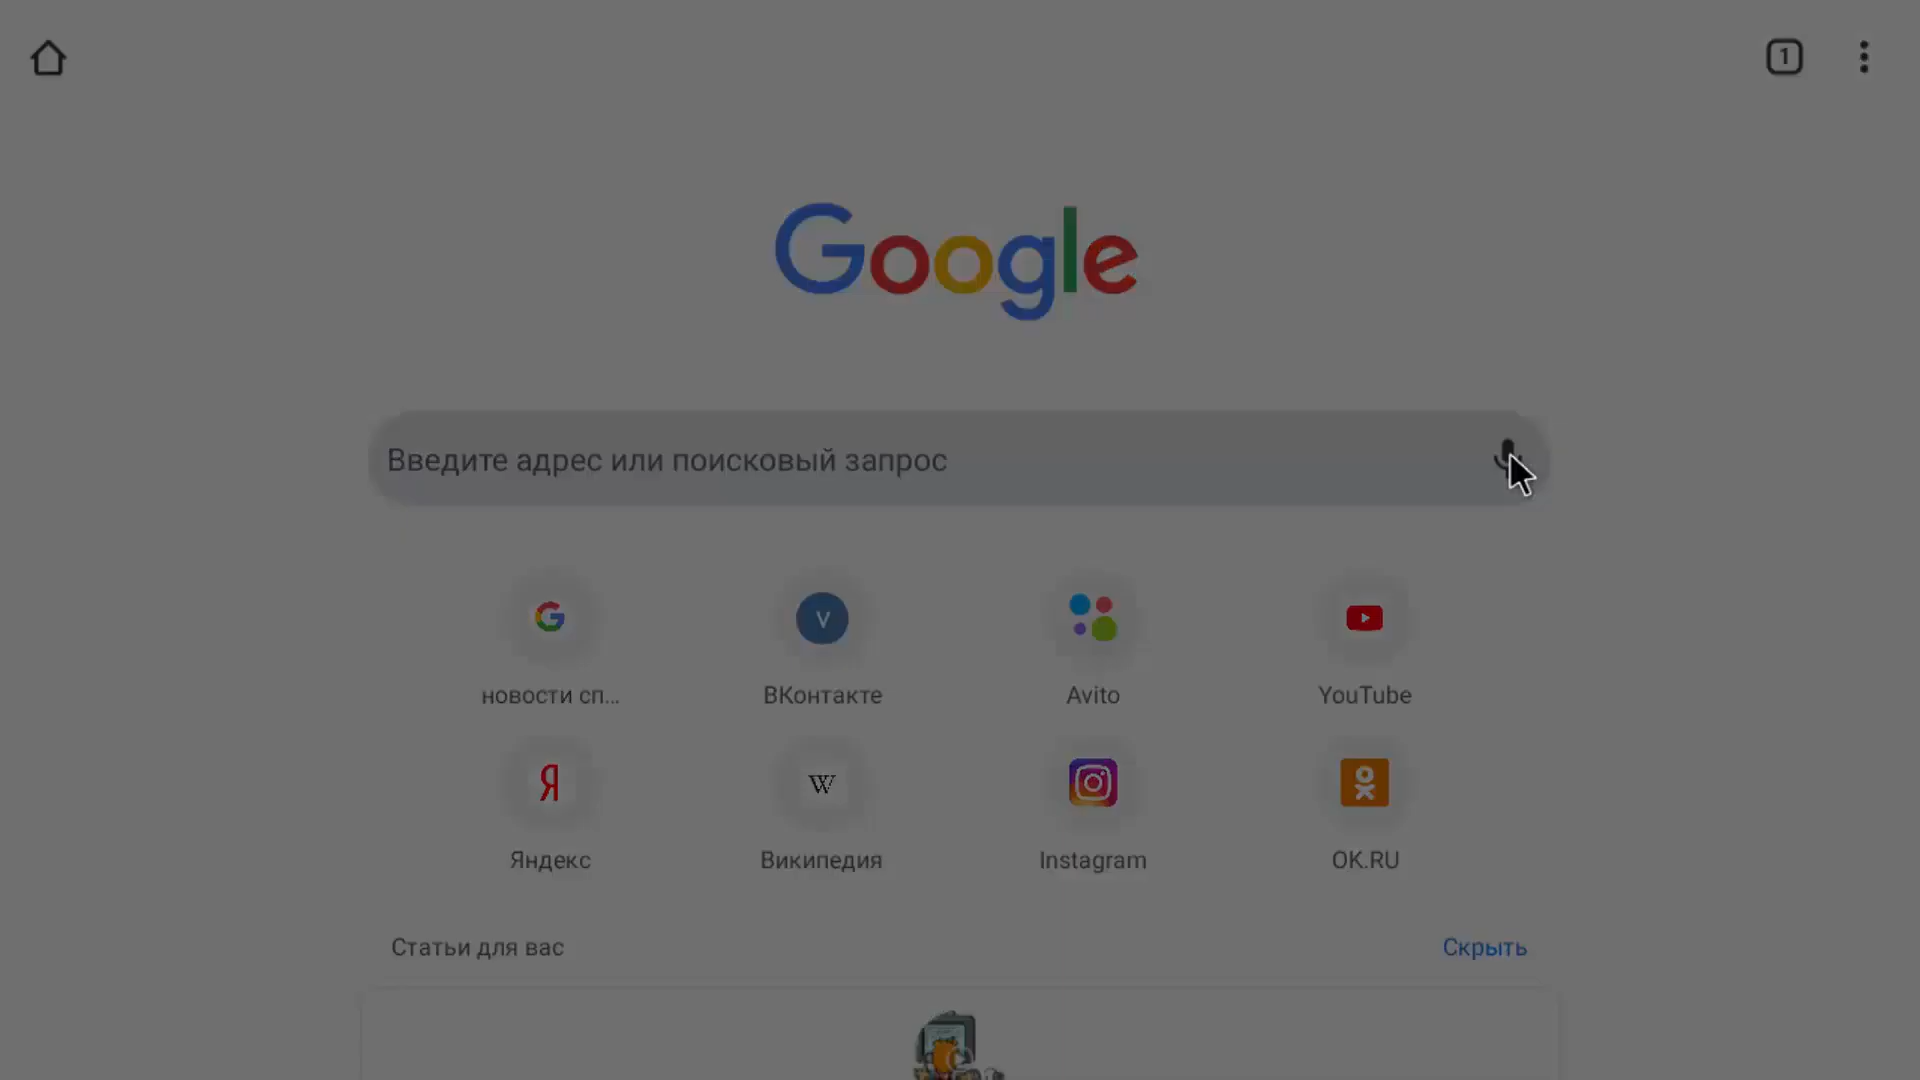 1
Google
Введите адрес или поисковый запрос
новости сп...
ВКонтакте
Avito
YouTube
Яндекс
Википедия
Instagram
OK.RU
Статьи для вас
Скрыть